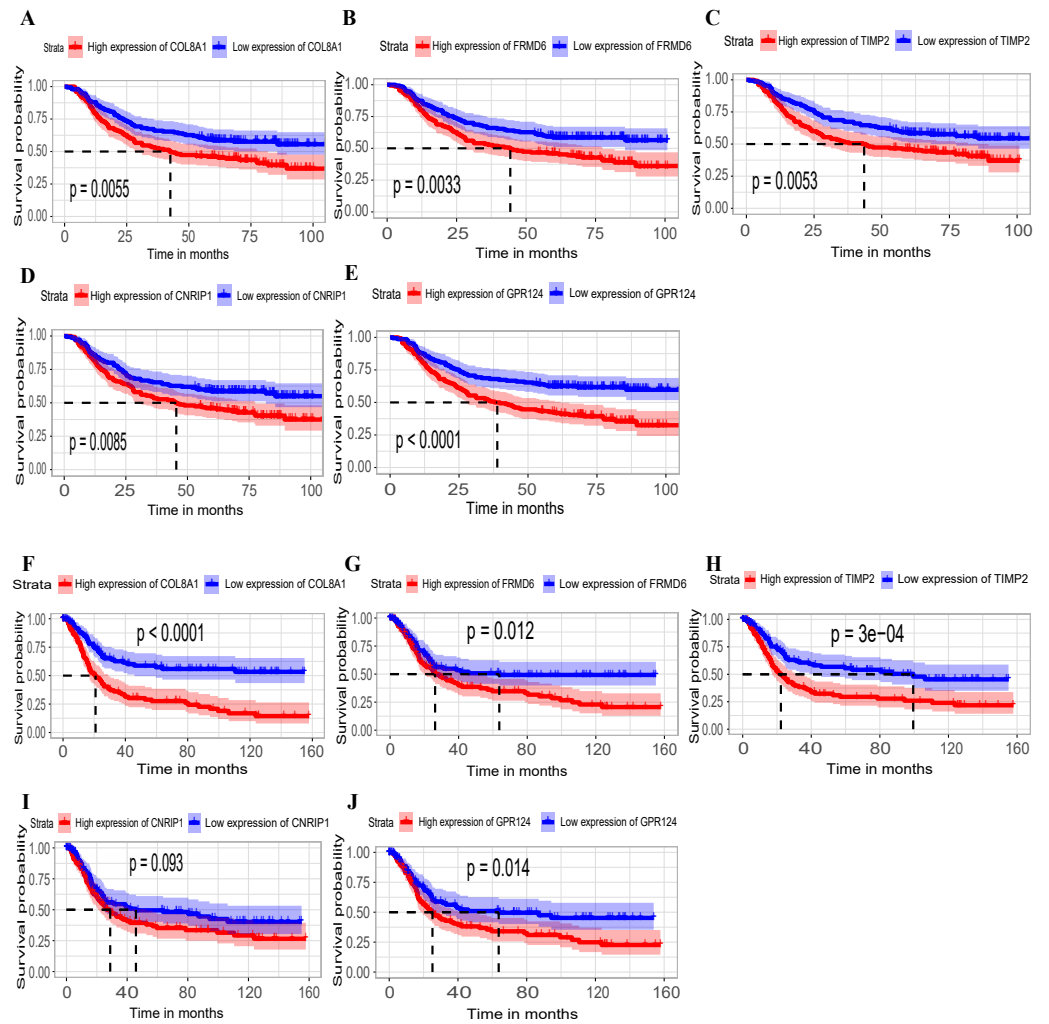 A
Strata High expression of COL8A1 Low expression of COL8A1
Survival probability
1.00
0.75
0.50
0.25
0.00
p = 0.0055
0 25 50 75 100
Time in months
B
Strata High expression of FRMD6 Low expression of FRMD6
Survival probability
1.00
0.75
0.50
0.25
0.00
p = 0.0033
0 25 50 75 100
Time in months
C
Strata High expression of TIMP2 Low expression of TIMP2
Survival probability
1.00
0.75
0.50
0.25
0.00
p = 0.0053
0 25 50 75 100
Time in months
D
Strata High expression of CNRIP1 Low expression of CNRIP1
Survival probability
1.00
0.75
0.50
0.25
0.00
p = 0.0085
0 25 50 75 100
Time in months
E
Strata High expression of GPR124 Low expression of GPR124
Survival probability
1.00
0.75
0.50
0.25
0.00
p < 0.0001
0 25 50 75 100
Time in months
F
Strata High expression of COL8A1 Low expression of COL8A1
Survival probability
1.00
0.75
0.50
0.25
0.00
p < 0.0001
0 40 80 120 160
Time in months
G
Strata High expression of FRMD6 Low expression of FRMD6
Survival probability
1.00
0.75
0.50
0.25
0.00
p = 0.012
0 40 80 120 160
Time in months
H
Strata High expression of TIMP2 Low expression of TIMP2
Survival probability
1.00
0.75
0.50
0.25
0.00
p = 3e−04
0 40 80 120 160
Time in months
I
Strata High expression of CNRIP1 Low expression of CNRIP1
Survival probability
1.00
0.75
0.50
0.25
0.00
p = 0.093
0 40 80 120 160
Time in months
J
Strata High expression of GPR124 Low expression of GPR124
Survival probability
1.00
0.75
0.50
0.25
0.00
p = 0.014
0 40 80 120 160
Time in months